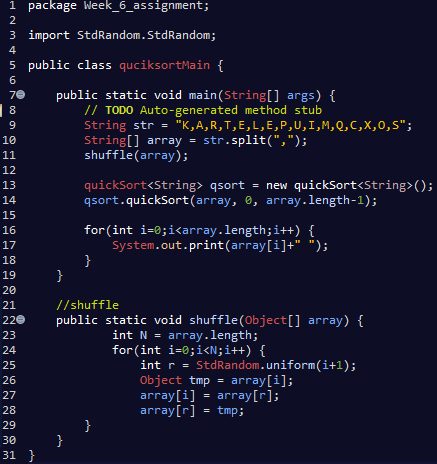 1 package Week_6_assignment;
2
3 import StdRandom.StdRandom;
4
5 public class quciksortMain {
6
7 public static void main(String[] args) {
8 // TODO Auto-generated method stub
9 String str = "K,A,R,T,E,L,E,P,U,I,M,Q,C,X,O,S";
10 String[] array = str.split(",");
11 shuffle(array);
12
13 quickSort<String> qsort = new quickSort<String>();
14 qsort.quickSort(array, 0, array.length-1);
15
16 for(int i=0;i<array.length;i++) {
17 System.out.print(array[i]+" ");
18 }
19 }
20
21 //shuffle
22 public static void shuffle(Object[] array) {
23 int N = array.length;
24 for(int i=0;i<N;i++) {
25 int r = StdRandom.uniform(i+1);
26 Object tmp = array[i];
27 array[i] = array[r];
28 array[r] = tmp;
29 }
30 }
31 }